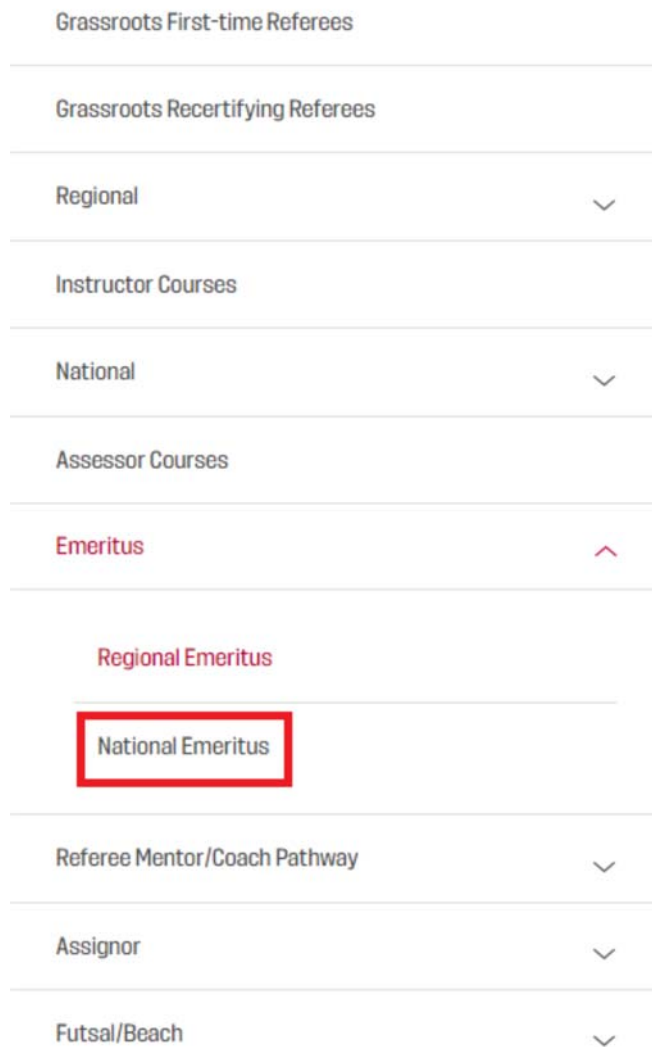 Grassroots First-time Referees
Grassroots Recertifying Referees
Regional
Instructor Courses
National
Assessor Courses
Emeritus
Regional Emeritus
National Emeritus
Referee Mentor/Coach Pathway
Assignor
Futsal/Beach